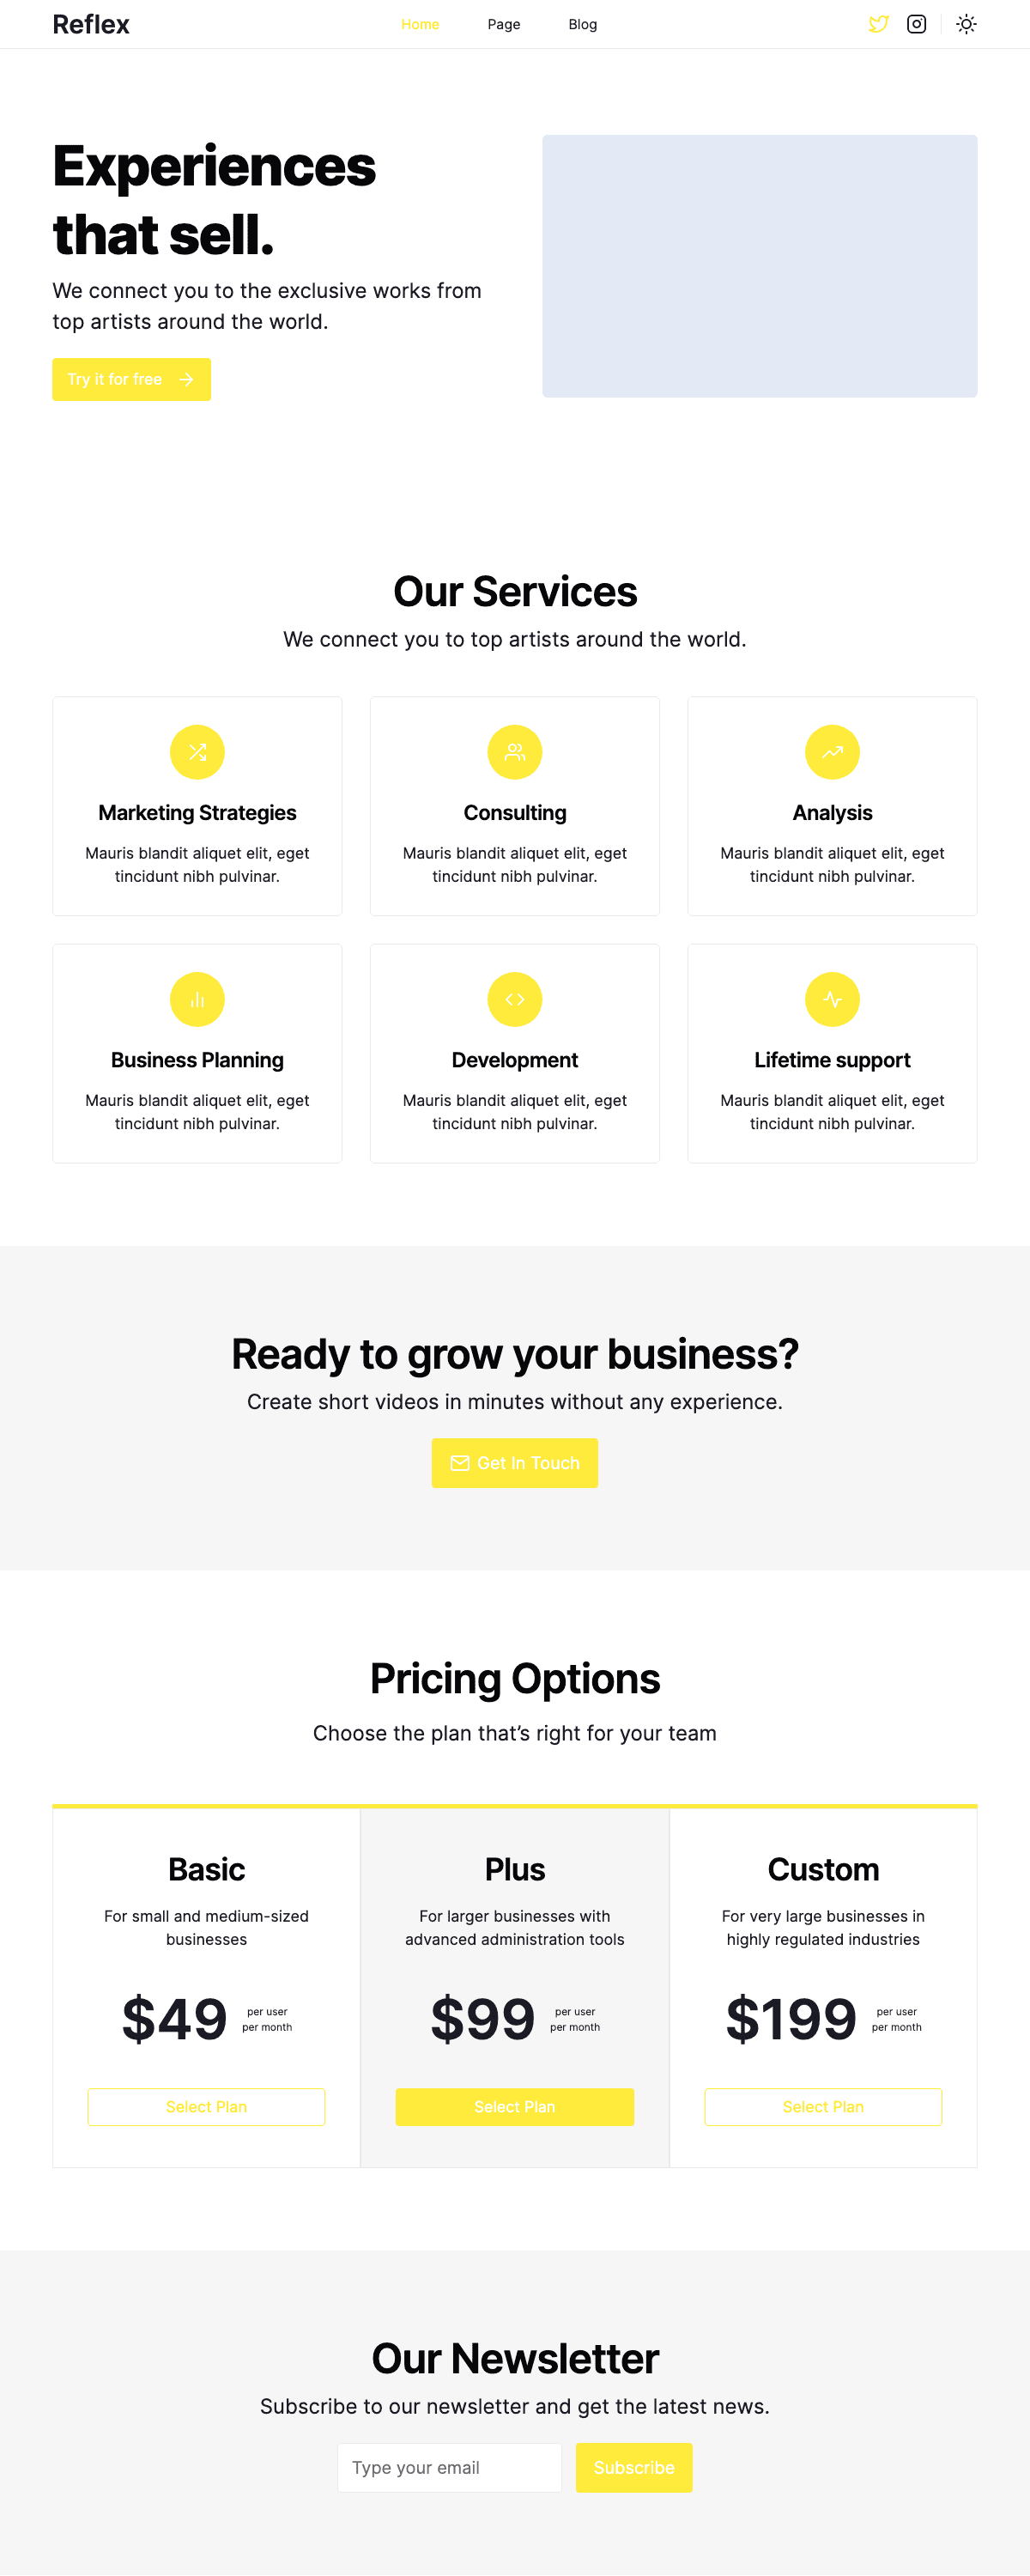 Reflex
Home
Page
Blog
Experiences
that sell.
We connect you to the exclusive works from
top artists around the world.
Try it for free
Our Services
We connect you to top artists around the world.
Marketing Strategies
Mauris blandit aliquet elit, eget
tincidunt nibh pulvinar.
Consulting
Mauris blandit aliquet elit, eget
tincidunt nibh pulvinar.
Analysis
Mauris blandit aliquet elit, eget
tincidunt nibh pulvinar.
Business Planning
Mauris blandit aliquet elit, eget
tincidunt nibh pulvinar.
Development
Mauris blandit aliquet elit, eget
tincidunt nibh pulvinar.
Lifetime support
Mauris blandit aliquet elit, eget
tincidunt nibh pulvinar.
Ready to grow your business?
Create short videos in minutes without any experience.
Get In Touch
Pricing Options
Choose the plan that’s right for your team
Basic
For small and medium-sized
businesses
$49
per user
per month
Select Plan
Plus
For larger businesses with
advanced administration tools
$99
per user
per month
Select Plan
Custom
For very large businesses in
highly regulated industries
$199
per user
per month
Select Plan
Our Newsletter
Subscribe to our newsletter and get the latest news.
Type your email
Subscribe